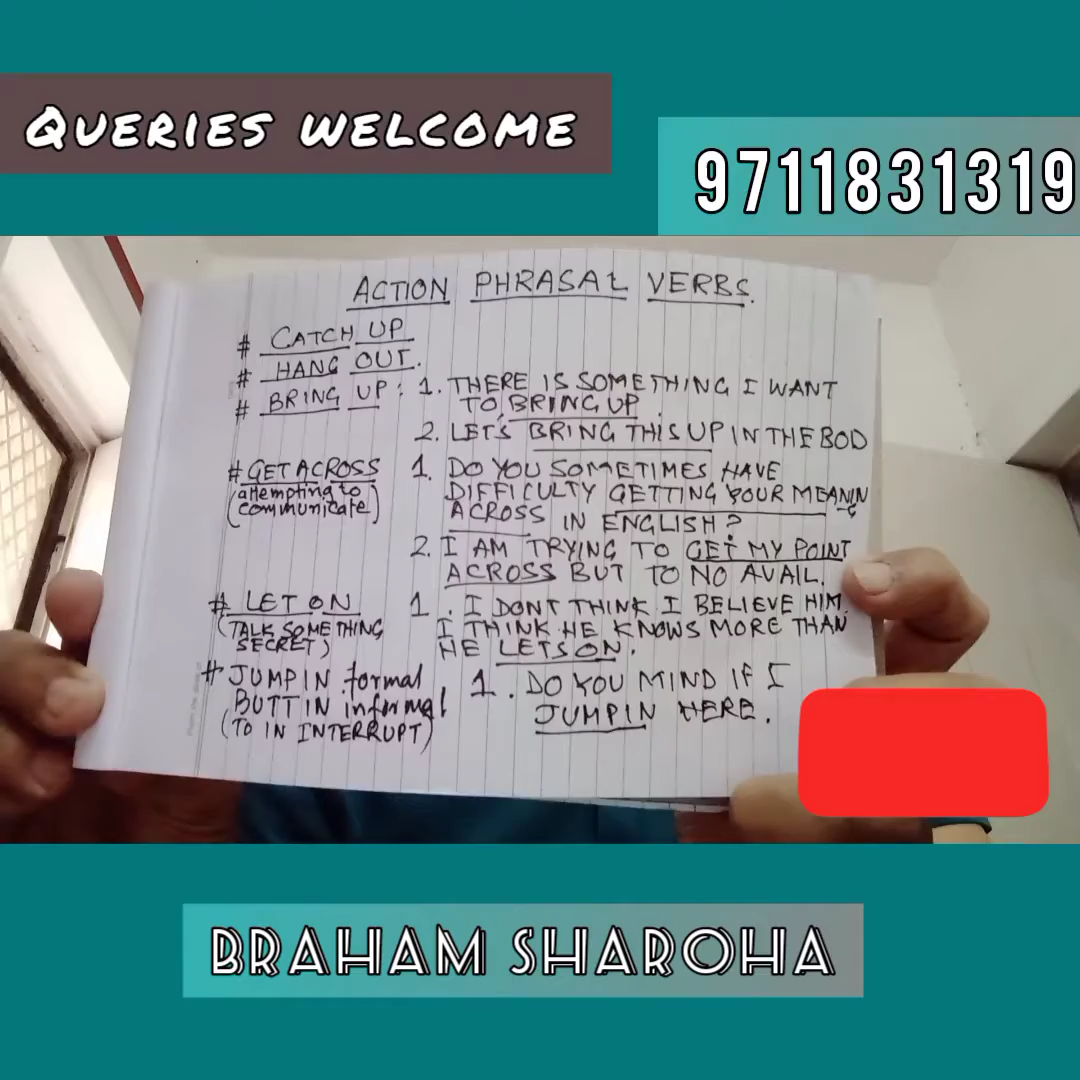 QUERIES WELCOME
9711831319
ACTION PHRASAL VERBS.
# CATCH UP
# HANG OUT.
# BRING UP : 1. THERE IS SOMETHING I WANT
TO BRING UP.
2. LET'S BRING THIS UP IN THE BOD
# GET ACROSS 1. DO YOU SOMETIMES HAVE
(attempting to DIFFICULTY GETTING YOUR MEANING
communicate) ACROSS IN ENGLISH?
2. I AM TRYING TO GET MY POINT
ACROSS BUT TO NO AVAIL.
# LET ON 1. I DONT THINK I BELIEVE HIM.
(TALK SOMETHING I THINK HE KNOWS MORE THAN
SECRET) HE LETS ON.
# JUMP IN formal 1. DO YOU MIND IF I
BUTT IN informal JUMP IN HERE.
(TO IN INTERRUPT)
BRAHAM SHAROHA